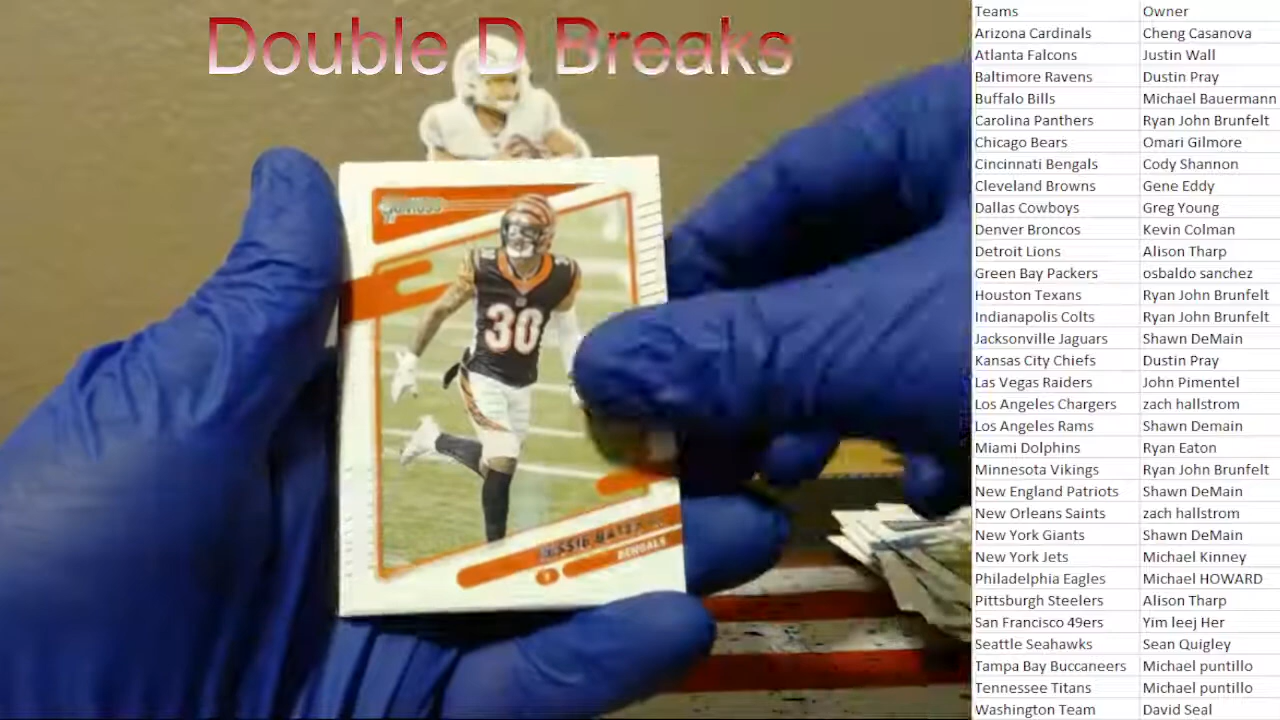 Double D Breaks
Donruss
30
BENGALS
Teams Owner
Arizona Cardinals Cheng Casanova
Atlanta Falcons Justin Wall
Baltimore Ravens Dustin Pray
Buffalo Bills Michael Bauermann
Carolina Panthers Ryan John Brunfelt
Chicago Bears Omari Gilmore
Cincinnati Bengals Cody Shannon
Cleveland Browns Gene Eddy
Dallas Cowboys Greg Young
Denver Broncos Kevin Colman
Detroit Lions Alison Tharp
Green Bay Packers osbaldo sanchez
Houston Texans Ryan John Brunfelt
Indianapolis Colts Ryan John Brunfelt
Jacksonville Jaguars Shawn DeMain
Kansas City Chiefs Dustin Pray
Las Vegas Raiders John Pimentel
Los Angeles Chargers zach hallstrom
Los Angeles Rams Shawn Demain
Miami Dolphins Ryan Eaton
Minnesota Vikings Ryan John Brunfelt
New England Patriots Shawn DeMain
New Orleans Saints zach hallstrom
New York Giants Shawn DeMain
New York Jets Michael Kinney
Philadelphia Eagles Michael HOWARD
Pittsburgh Steelers Alison Tharp
San Francisco 49ers Yim leej Her
Seattle Seahawks Sean Quigley
Tampa Bay Buccaneers Michael puntillo
Tennessee Titans Michael puntillo
Washington Team David Seal